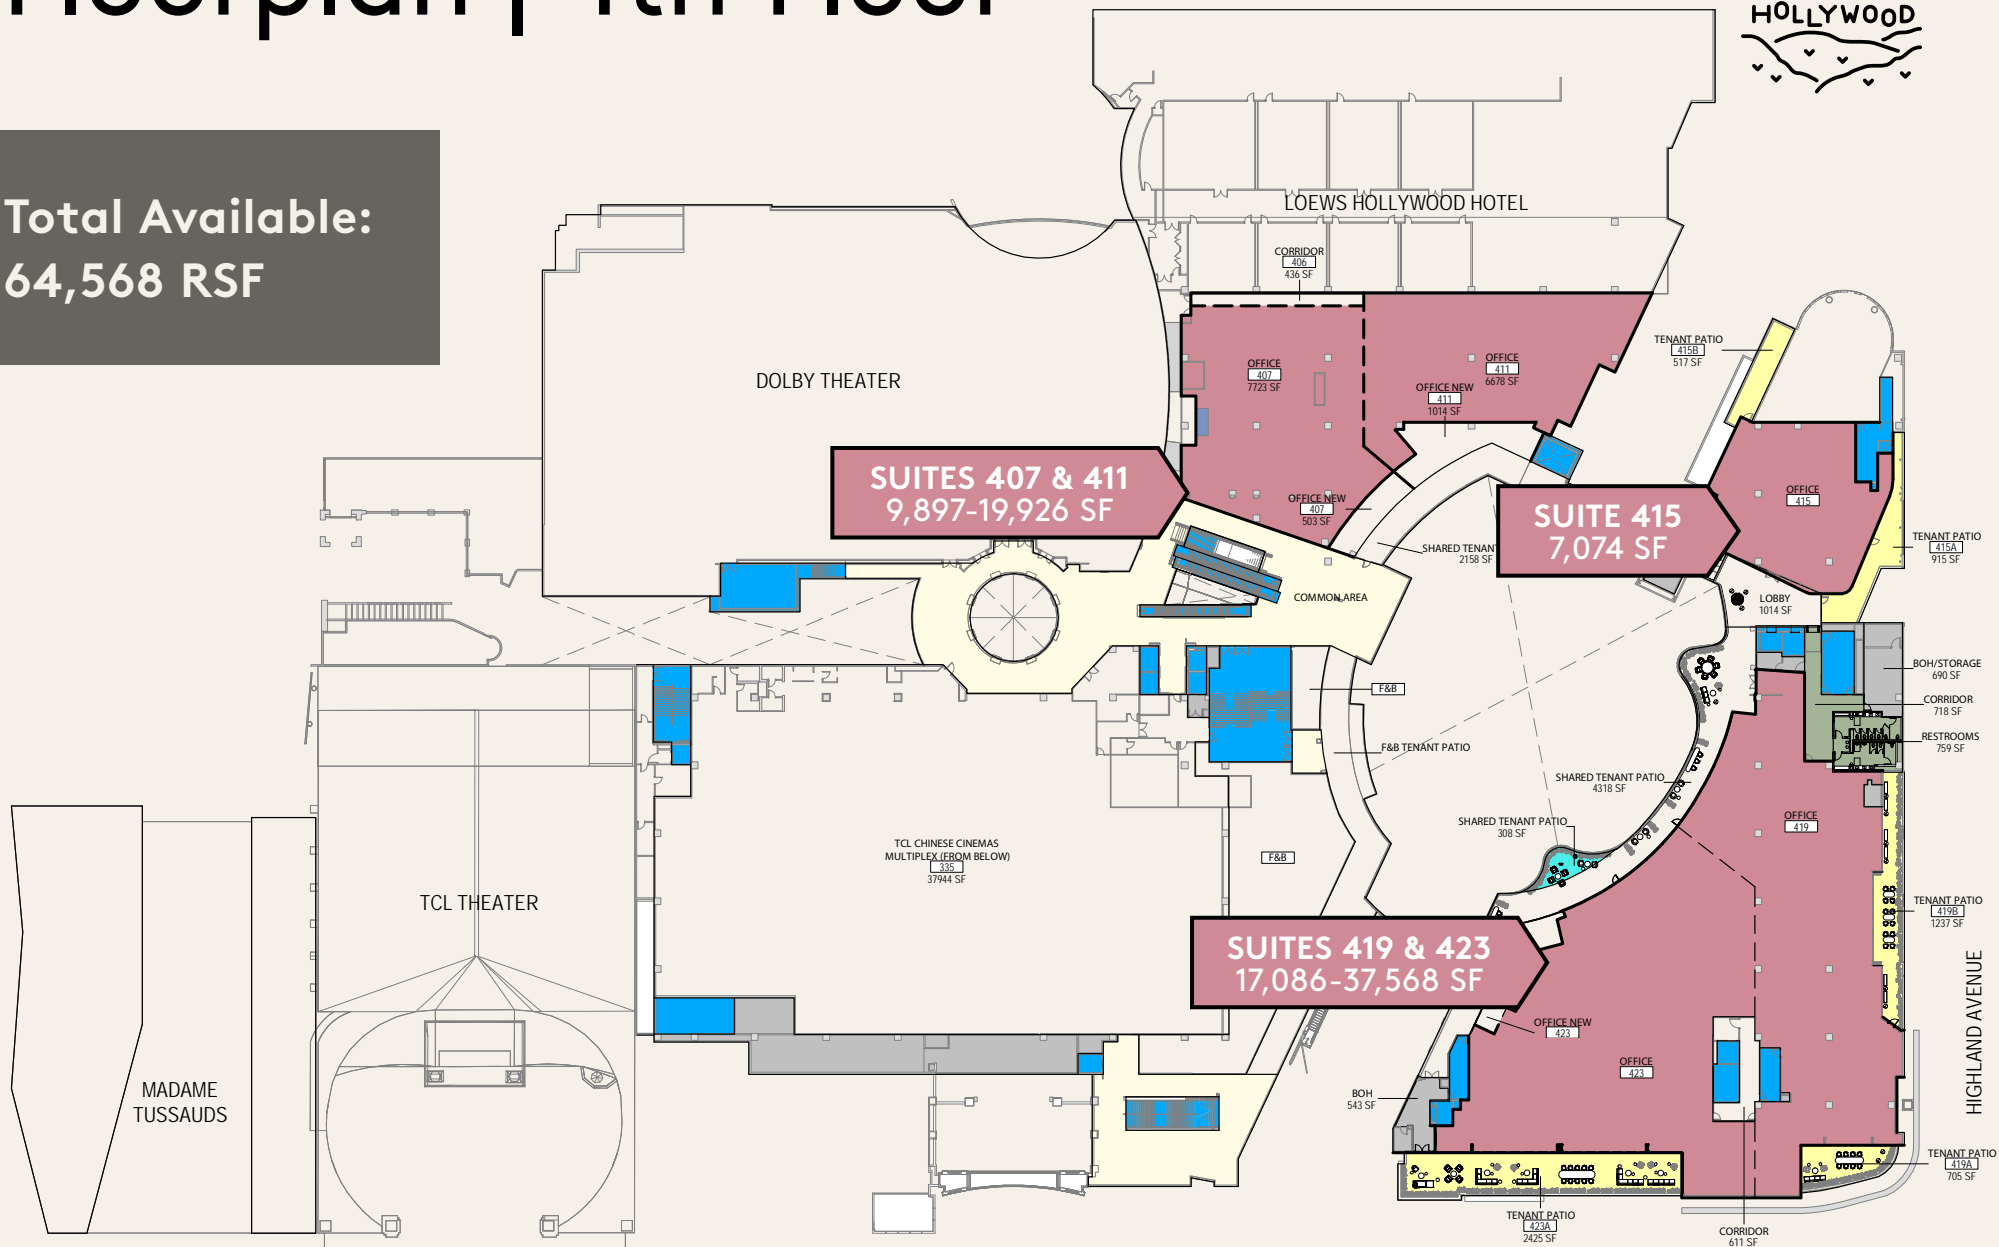 Floorplan | 4th Floor
HOLLYWOOD
Total Available:
64,568 RSF
LOEWS HOLLYWOOD HOTEL
CORRIDOR
406
436 SF
DOLBY THEATER
OFFICE
407
7723 SF
OFFICE
411
6678 SF
OFFICE NEW
411
1014 SF
TENANT PATIO
415B
517 SF
SUITES 407 & 411
9,897-19,926 SF
OFFICE NEW
407
503 SF
SHARED TENANT
2158 SF
SUITE 415
7,074 SF
OFFICE
415
TENANT PATIO
415A
915 SF
COMMON AREA
LOBBY
1014 SF
BOH/STORAGE
690 SF
F&B
CORRIDOR
718 SF
RESTROOMS
759 SF
F&B TENANT PATIO
SHARED TENANT PATIO
4318 SF
SHARED TENANT PATIO
308 SF
OFFICE
419
TCL CHINESE CINEMAS
MULTIPLEX (FROM BELOW)
335
37944 SF
F&B
TCL THEATER
TENANT PATIO
419B
1237 SF
SUITES 419 & 423
17,086-37,568 SF
OFFICE NEW
423
OFFICE
423
HIGHLAND AVENUE
MADAME
TUSSAUDS
BOH
543 SF
TENANT PATIO
419A
705 SF
TENANT PATIO
423A
2425 SF
CORRIDOR
611 SF